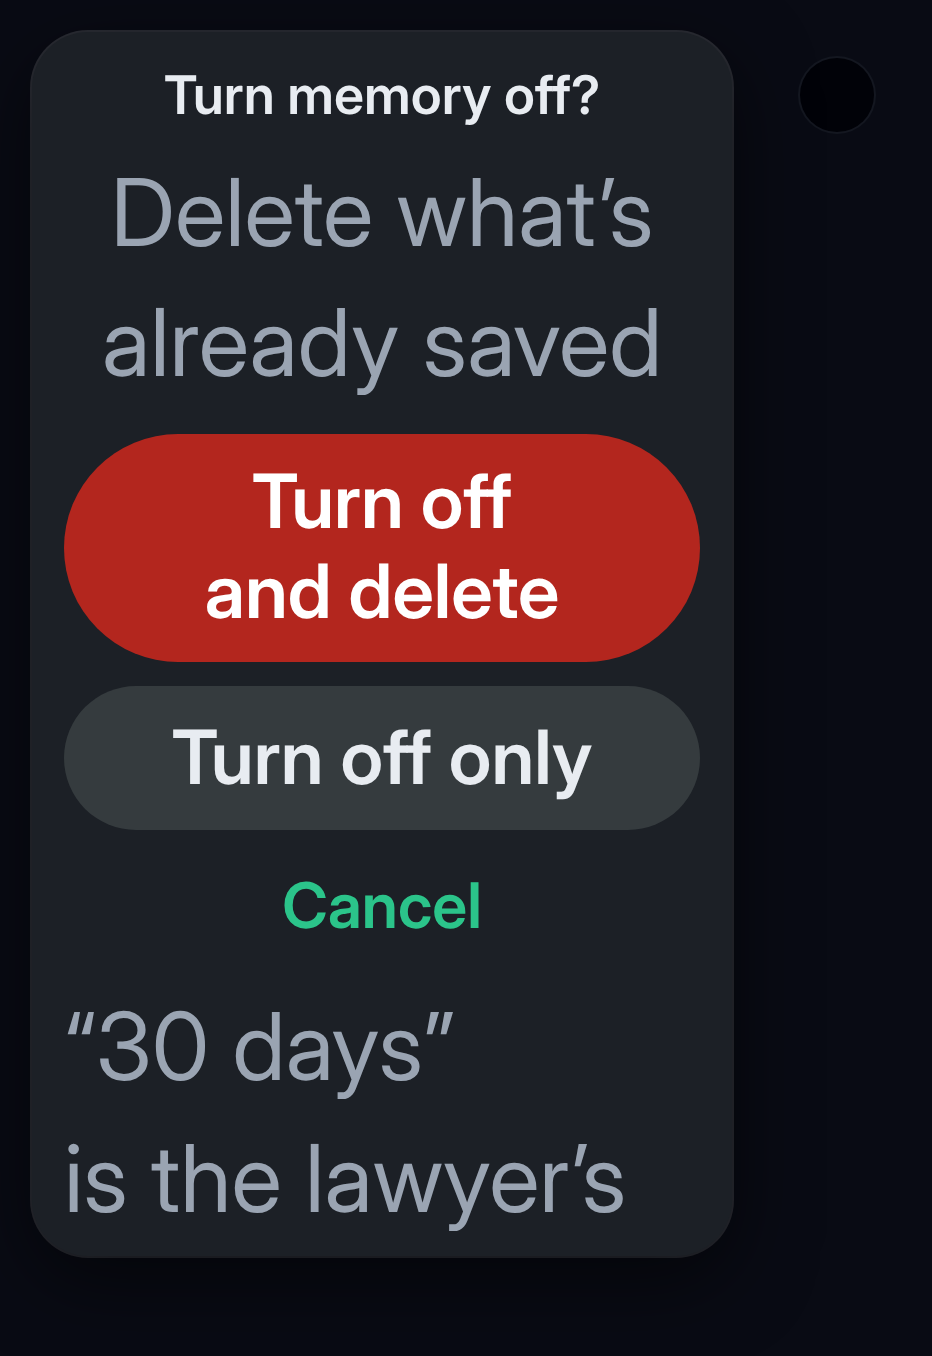 Turn memory off?
Delete what’s
already saved
Turn off
and delete
Turn off only
Cancel
“30 days”
is the lawyer’s